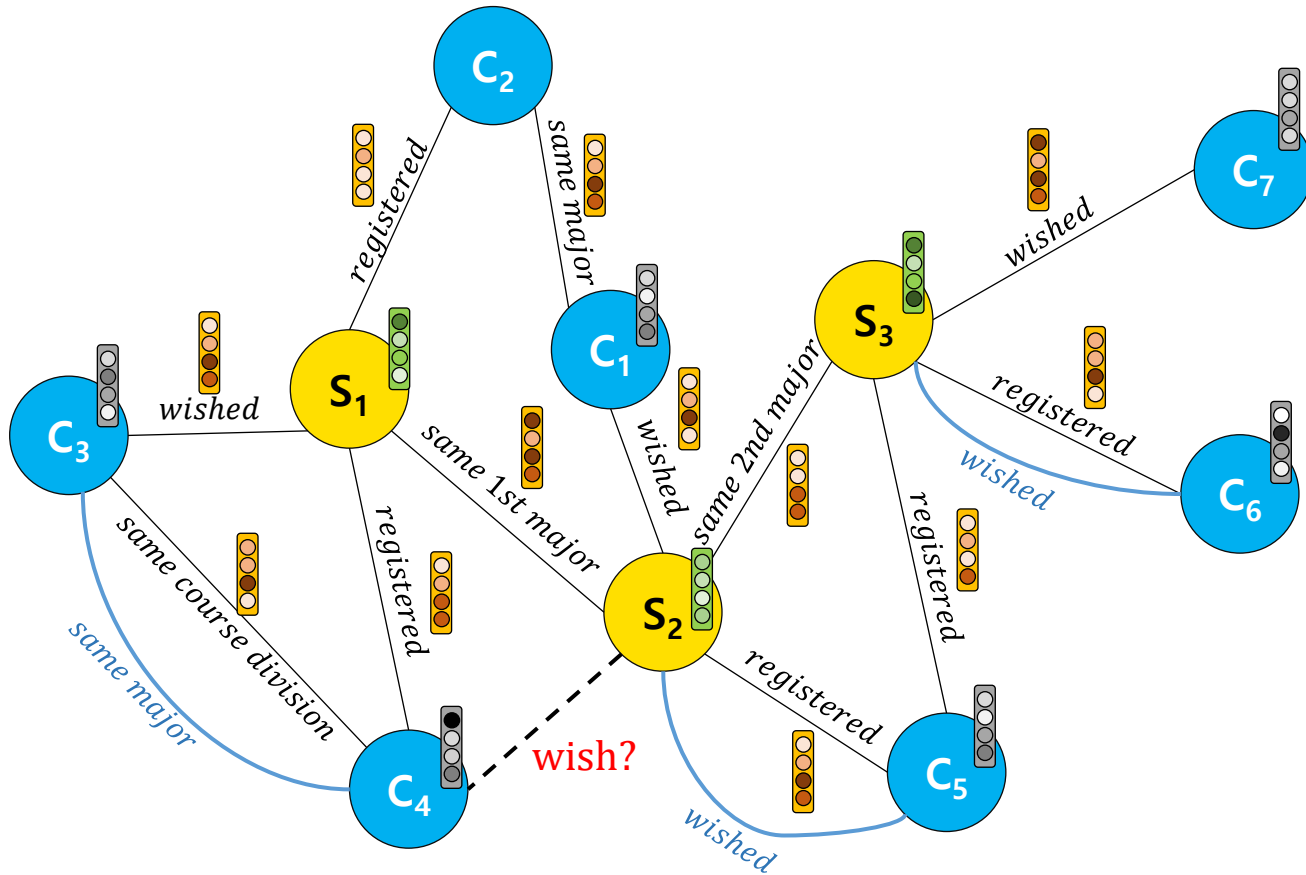 C₂
registered
same major
C₇
wished
S₃
C₁
S₁
wished
C₃
same 1st major
wished
same 2nd major
registered
wished
C₆
same course division
same major
registered
registered
S₂
registered
C₄
wish?
C₅
wished